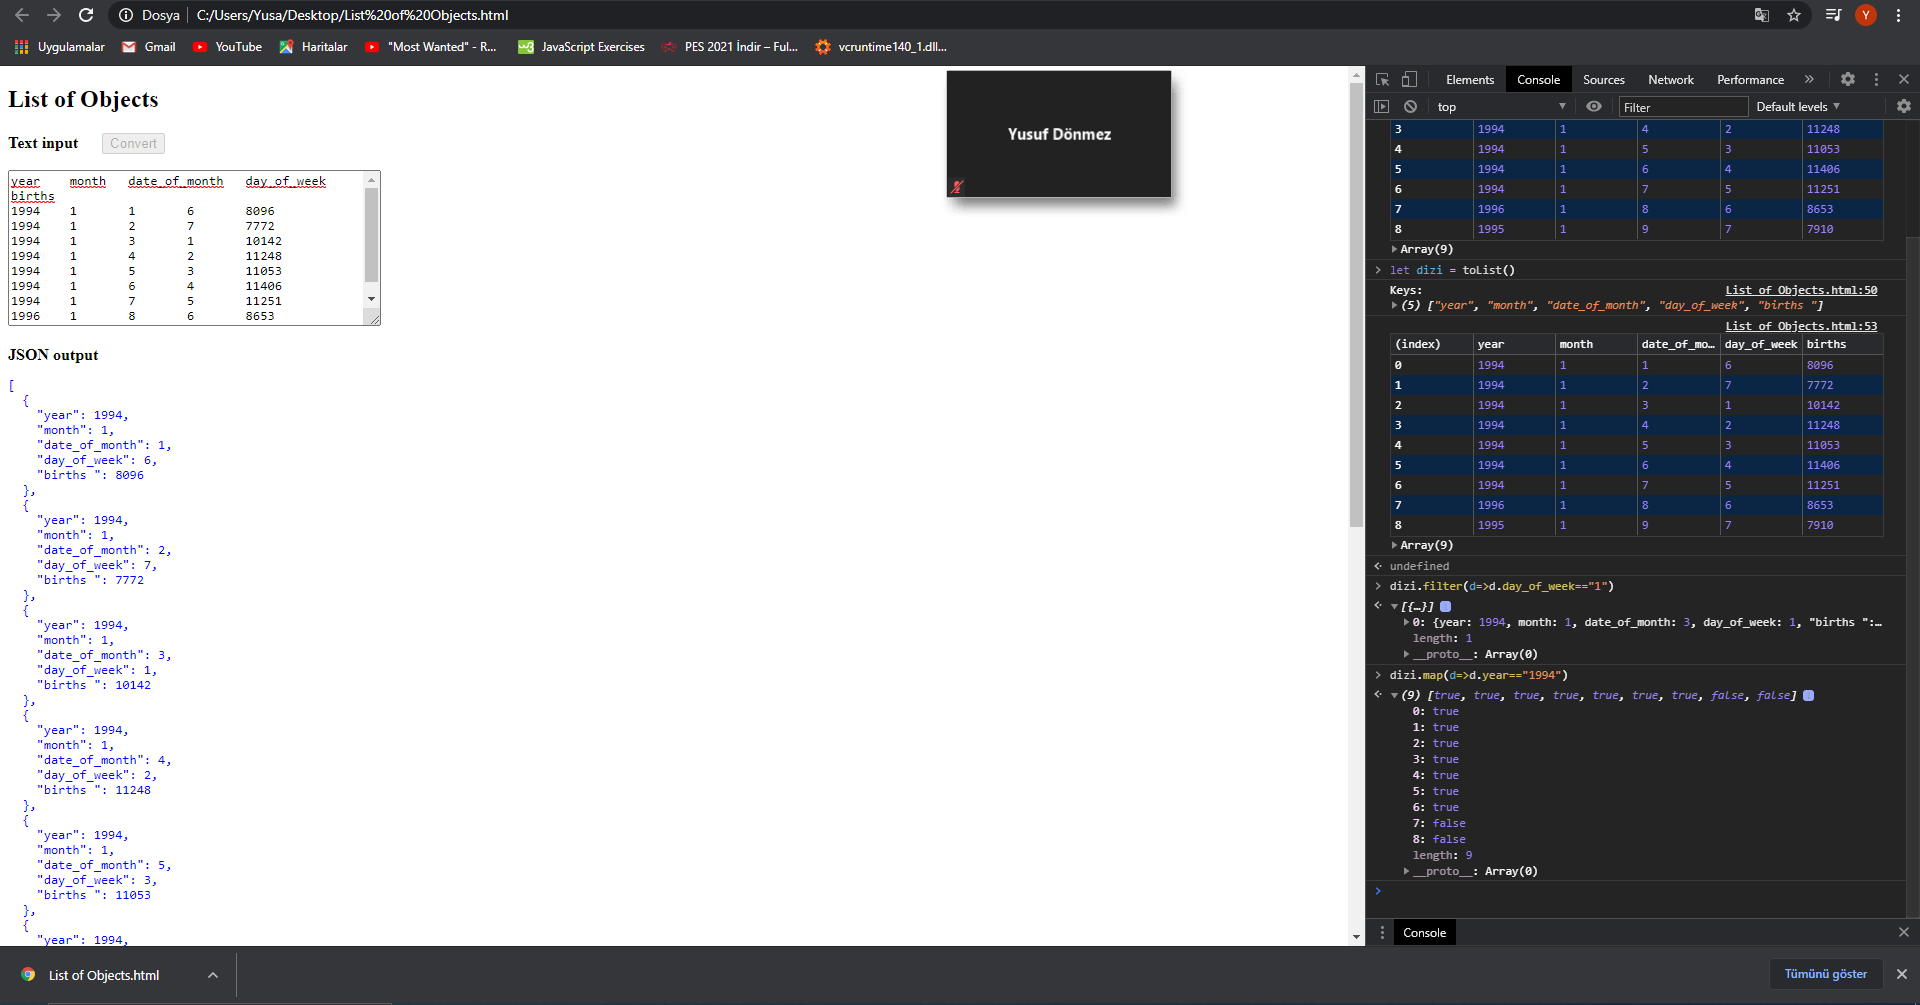 Dosya C:/Users/Yusa/Desktop/List%20of%20Objects.html Y
Uygulamalar Gmail YouTube Haritalar "Most Wanted" - R... JavaScript Exercises PES 2021 İndir – Ful... vcruntime140_1.dll...
List of Objects
Text input Convert
year month date_of_month day_of_week
births
1994 1 1 6 8096
1994 1 2 7 7772
1994 1 3 1 10142
1994 1 4 2 11248
1994 1 5 3 11053
1994 1 6 4 11406
1994 1 7 5 11251
1996 1 8 6 8653
JSON output
[
{
"year": 1994,
"month": 1,
"date_of_month": 1,
"day_of_week": 6,
"births ": 8096
},
{
"year": 1994,
"month": 1,
"date_of_month": 2,
"day_of_week": 7,
"births ": 7772
},
{
"year": 1994,
"month": 1,
"date_of_month": 3,
"day_of_week": 1,
"births ": 10142
},
{
"year": 1994,
"month": 1,
"date_of_month": 4,
"day_of_week": 2,
"births ": 11248
},
{
"year": 1994,
"month": 1,
"date_of_month": 5,
"day_of_week": 3,
"births ": 11053
},
{
"year": 1994,
Yusuf Dönmez
Elements Console Sources Network Performance »
top Filter Default levels
3 1994 1 4 2 11248
4 1994 1 5 3 11053
5 1994 1 6 4 11406
6 1994 1 7 5 11251
7 1996 1 8 6 8653
8 1995 1 9 7 7910
Array(9)
let dizi = toList()
Keys: List of Objects.html:50
(5) ["year", "month", "date_of_month", "day_of_week", "births "]
List of Objects.html:53
(index) year month date_of_mo... day_of_week births
0 1994 1 1 6 8096
1 1994 1 2 7 7772
2 1994 1 3 1 10142
3 1994 1 4 2 11248
4 1994 1 5 3 11053
5 1994 1 6 4 11406
6 1994 1 7 5 11251
7 1996 1 8 6 8653
8 1995 1 9 7 7910
Array(9)
undefined
dizi.filter(d=>d.day_of_week=="1")
[{…}]
0: {year: 1994, month: 1, date_of_month: 3, day_of_week: 1, "births ":…
length: 1
__proto__: Array(0)
dizi.map(d=>d.year=="1994")
(9) [true, true, true, true, true, true, true, false, false]
0: true
1: true
2: true
3: true
4: true
5: true
6: true
7: false
8: false
length: 9
__proto__: Array(0)
Console
List of Objects.html Tümünü göster